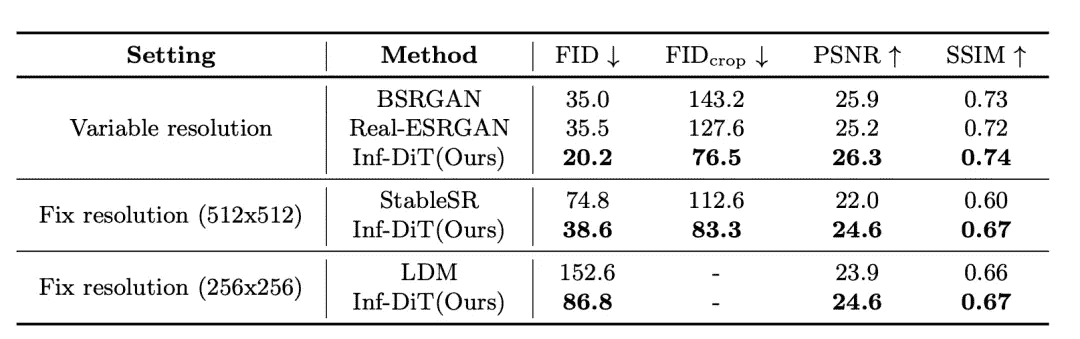 Setting Method FID ↓ FIDcrop ↓ PSNR ↑ SSIM ↑
BSRGAN 35.0 143.2 25.9 0.73
Variable resolution Real-ESRGAN 35.5 127.6 25.2 0.72
Inf-DiT(Ours) 20.2 76.5 26.3 0.74
StableSR 74.8 112.6 22.0 0.60
Fix resolution (512x512)
Inf-DiT(Ours) 38.6 83.3 24.6 0.67
LDM 152.6 - 23.9 0.66
Fix resolution (256x256)
Inf-DiT(Ours) 86.8 - 24.6 0.67